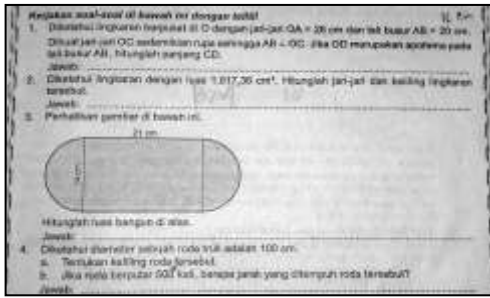 Kerjakan soal-soal di bawah ini dengan teliti!
1. Diketahui lingkaran berpusat di O dengan jari-jari OA = 26 cm dan tali busur AB = 20 cm.
Dibuat jari-jari OC sedemikian rupa sehingga AB ⊥ OC. Jika OD merupakan apotema pada
tali busur AB, hitunglah panjang CD.
Jawab:
2. Diketahui lingkaran dengan luas 1.017,36 cm². Hitunglah jari-jari dan keliling lingkaran
tersebut.
Jawab:
3. Perhatikan gambar di bawah ini.
21 cm
Hitunglah luas bangun di atas.
Jawab:
4. Diketahui diameter sebuah roda truk adalah 100 cm.
a. Tentukan keliling roda tersebut.
b. Jika roda berputar 500 kali, berapa jarak yang ditempuh roda tersebut?
Jawab: